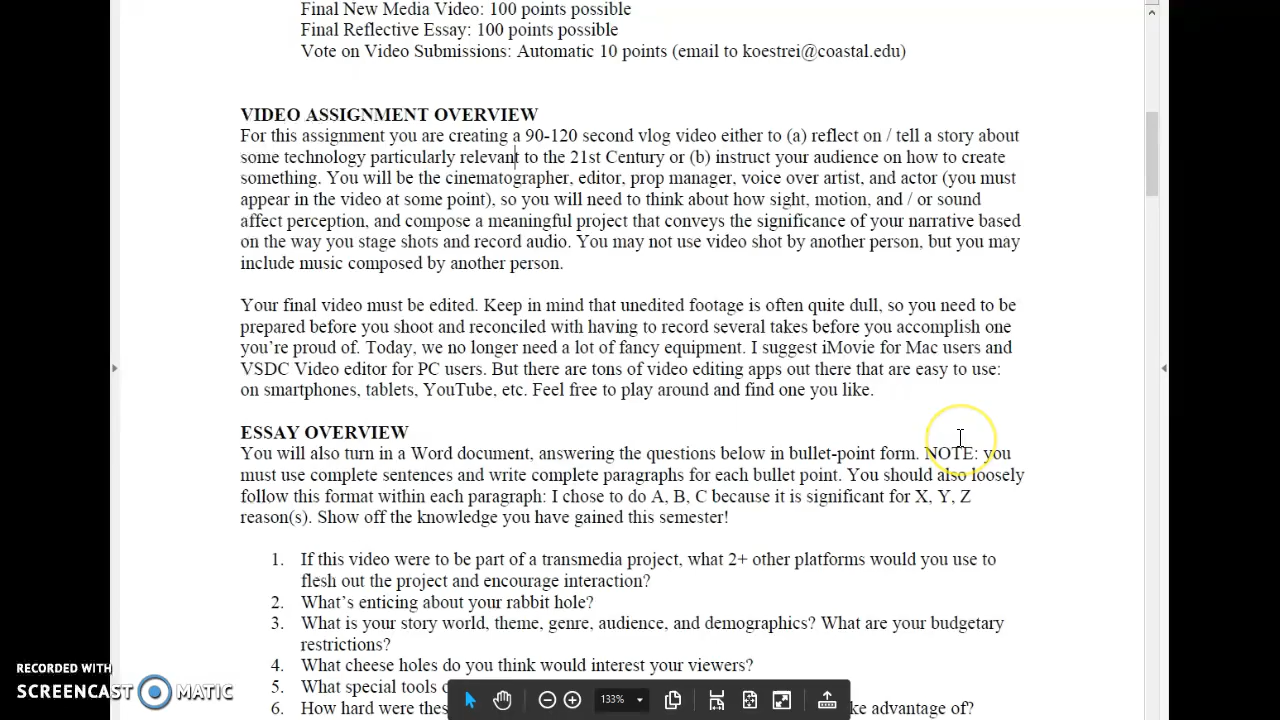 Final New Media Video: 100 points possible
Final Reflective Essay: 100 points possible
Vote on Video Submissions: Automatic 10 points (email to koestrei@coastal.edu)
VIDEO ASSIGNMENT OVERVIEW
For this assignment you are creating a 90-120 second vlog video either to (a) reflect on / tell a story about
some technology particularly relevant to the 21st Century or (b) instruct your audience on how to create
something. You will be the cinematographer, editor, prop manager, voice over artist, and actor (you must
appear in the video at some point), so you will need to think about how sight, motion, and / or sound
affect perception, and compose a meaningful project that conveys the significance of your narrative based
on the way you stage shots and record audio. You may not use video shot by another person, but you may
include music composed by another person.
Your final video must be edited. Keep in mind that unedited footage is often quite dull, so you need to be
prepared before you shoot and reconciled with having to record several takes before you accomplish one
you’re proud of. Today, we no longer need a lot of fancy equipment. I suggest iMovie for Mac users and
VSDC Video editor for PC users. But there are tons of video editing apps out there that are easy to use:
on smartphones, tablets, YouTube, etc. Feel free to play around and find one you like.
ESSAY OVERVIEW
You will also turn in a Word document, answering the questions below in bullet-point form. NOTE: you
must use complete sentences and write complete paragraphs for each bullet point. You should also loosely
follow this format within each paragraph: I chose to do A, B, C because it is significant for X, Y, Z
reason(s). Show off the knowledge you have gained this semester!
1. If this video were to be part of a transmedia project, what 2+ other platforms would you use to
flesh out the project and encourage interaction?
2. What’s enticing about your rabbit hole?
3. What is your story world, theme, genre, audience, and demographics? What are your budgetary
restrictions?
4. What cheese holes do you think would interest your viewers?
5. What special tools
6. How hard were advantage of?
133%
RECORDED WITH
SCREENCAST MATIC